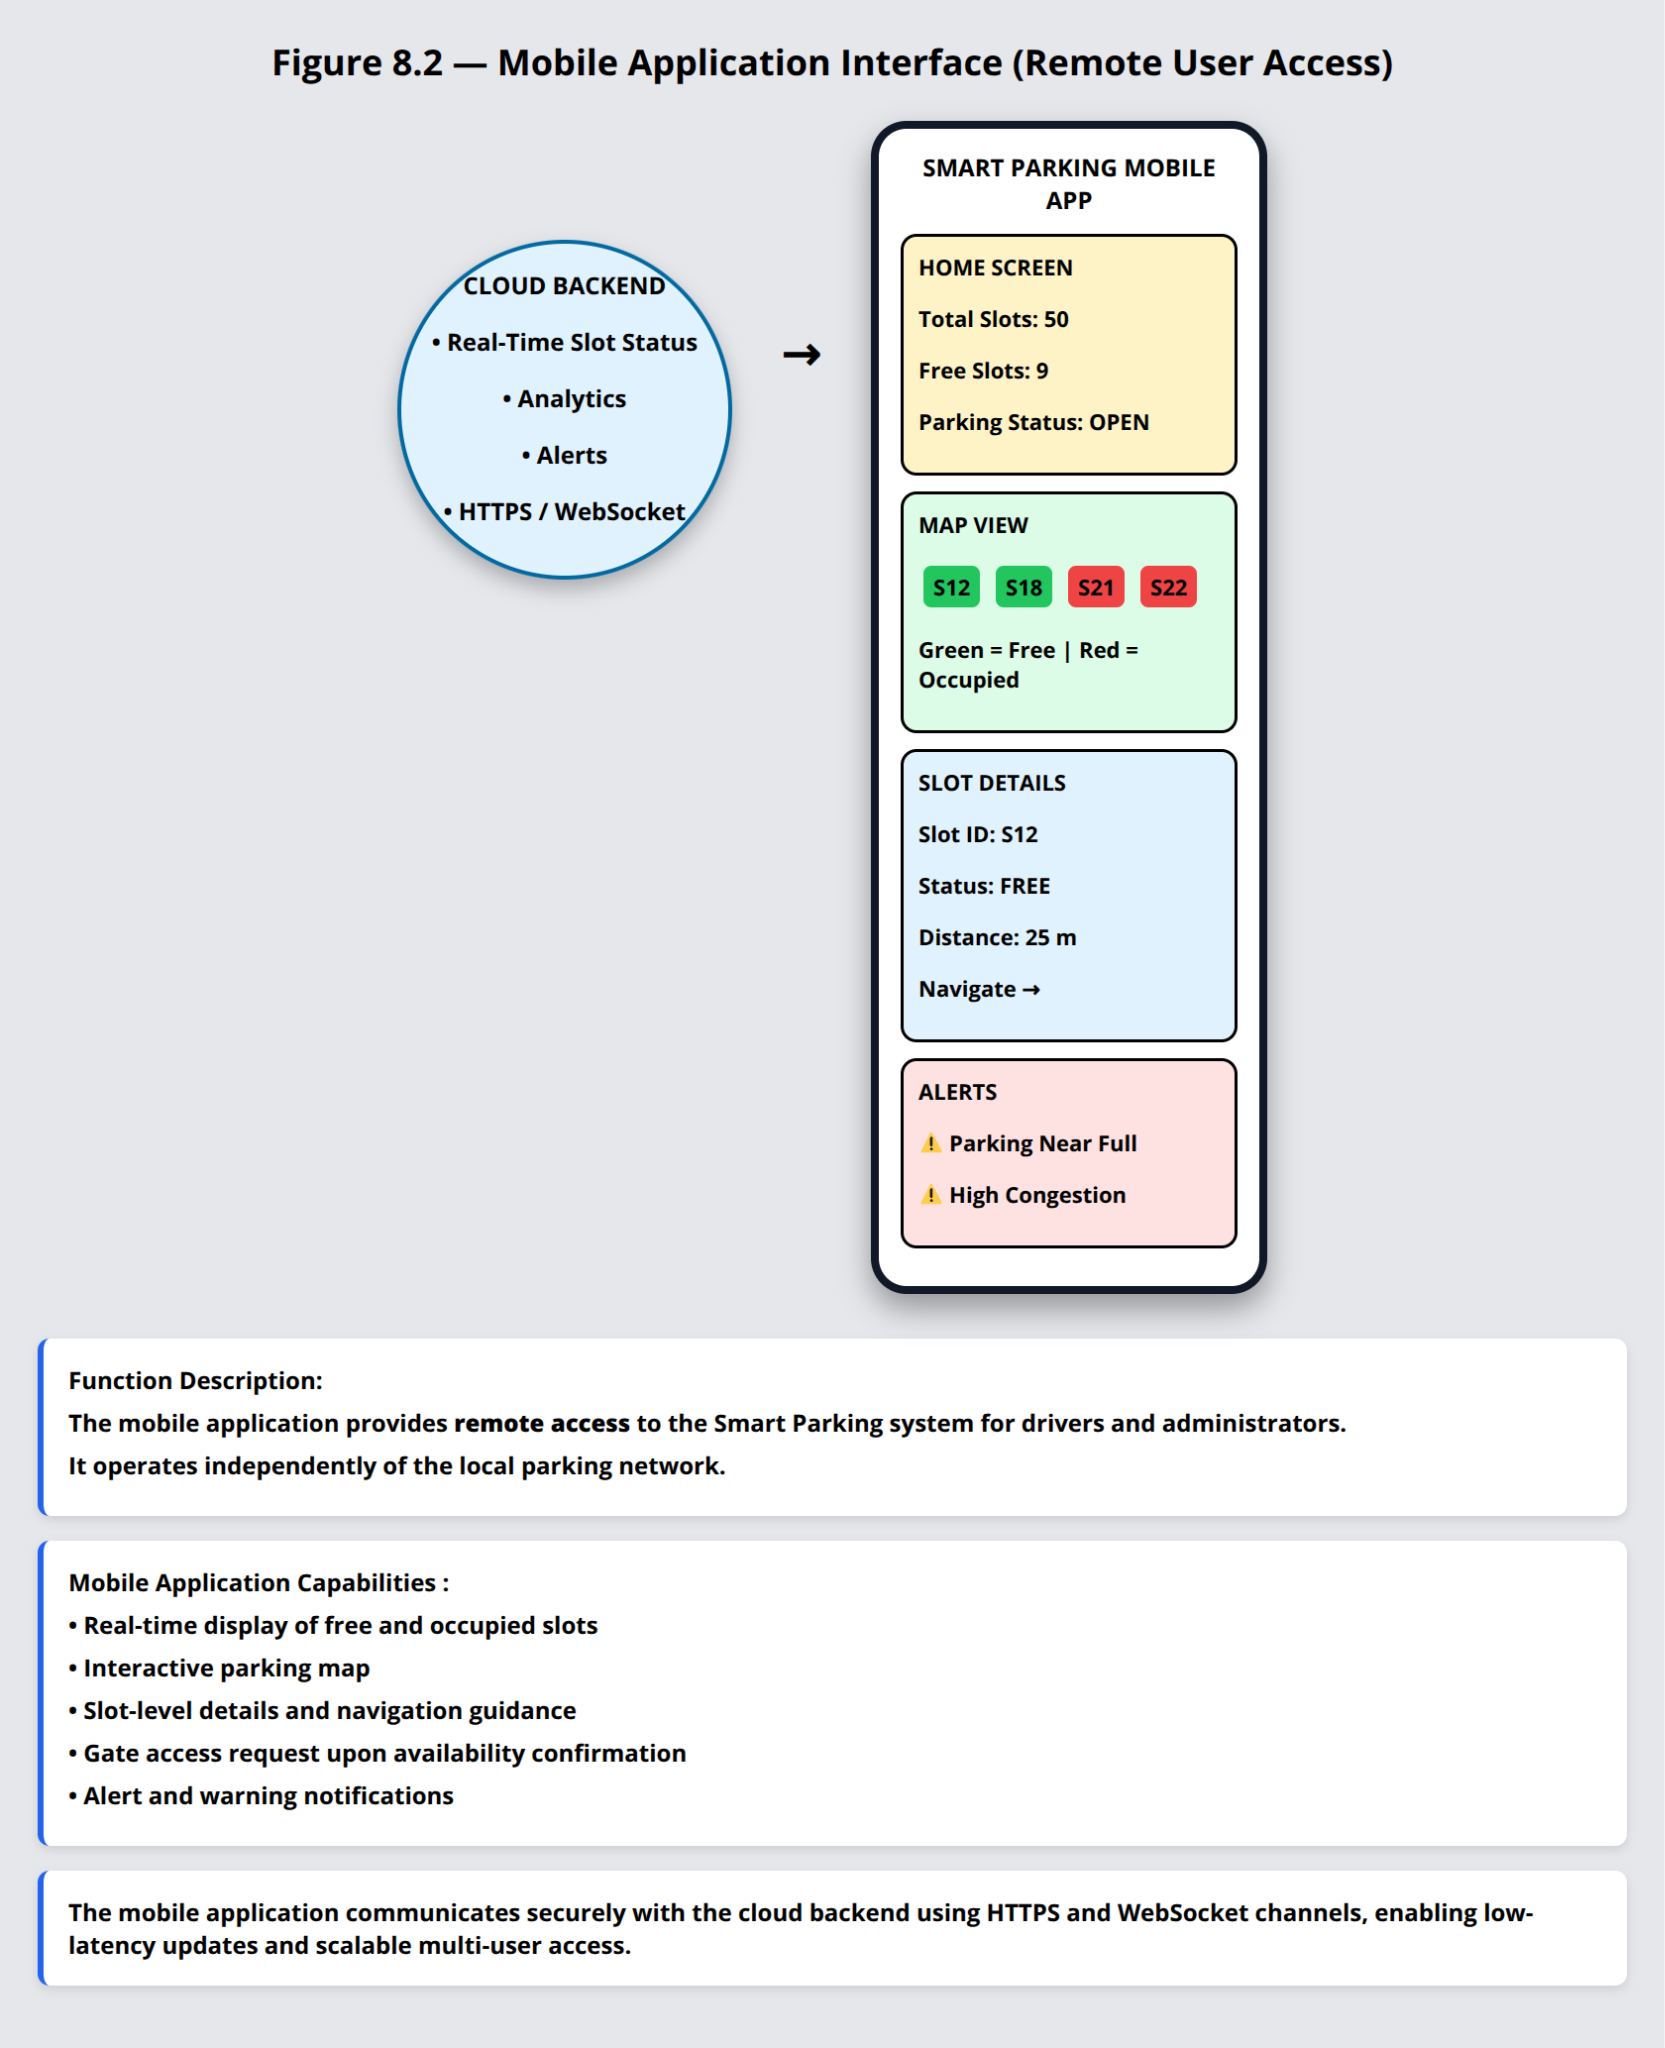 Figure 8.2 — Mobile Application Interface (Remote User Access)
CLOUD BACKEND
• Real-Time Slot Status
• Analytics
• Alerts
• HTTPS / WebSocket
→
SMART PARKING MOBILE
APP
HOME SCREEN
Total Slots: 50
Free Slots: 9
Parking Status: OPEN
MAP VIEW
S12 S18 S21 S22
Green = Free | Red =
Occupied
SLOT DETAILS
Slot ID: S12
Status: FREE
Distance: 25 m
Navigate →
ALERTS
⚠️ Parking Near Full
⚠️ High Congestion
Function Description:
The mobile application provides remote access to the Smart Parking system for drivers and administrators.
It operates independently of the local parking network.
Mobile Application Capabilities :
• Real-time display of free and occupied slots
• Interactive parking map
• Slot-level details and navigation guidance
• Gate access request upon availability confirmation
• Alert and warning notifications
The mobile application communicates securely with the cloud backend using HTTPS and WebSocket channels, enabling low-
latency updates and scalable multi-user access.